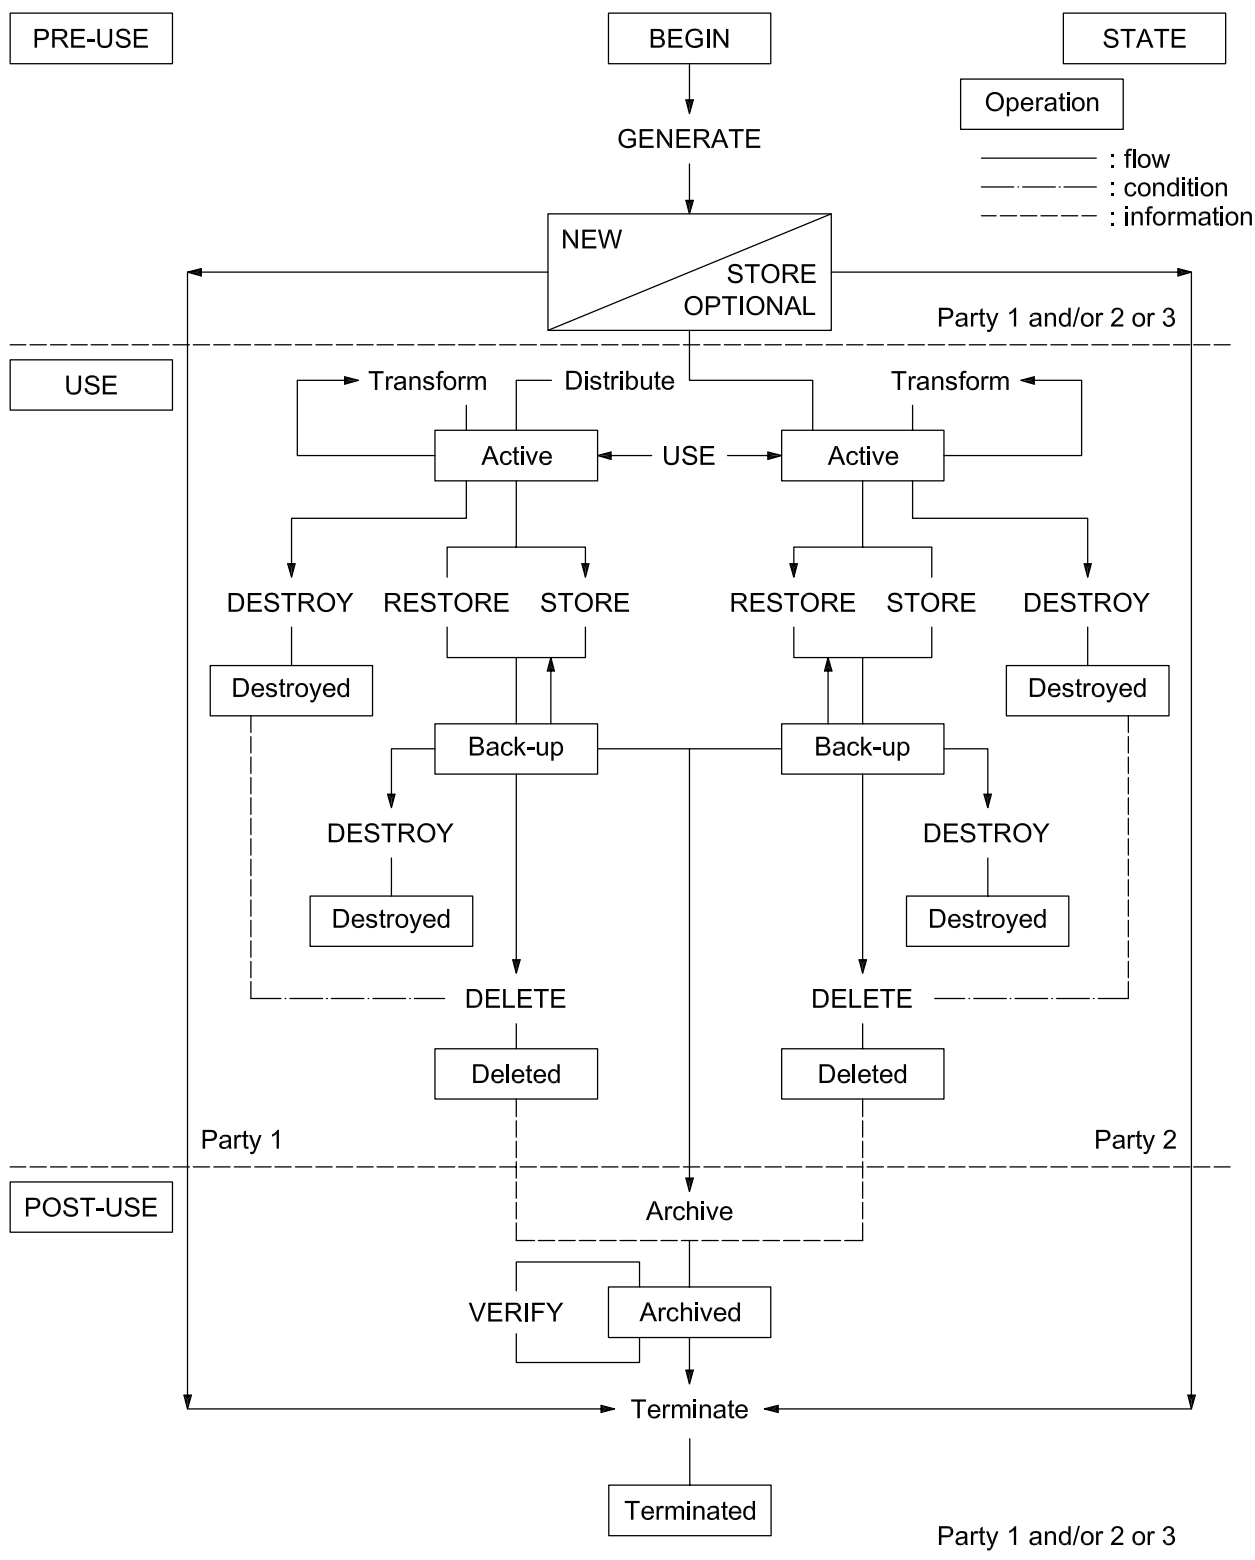 PRE-USE
BEGIN
STATE
Operation
: flow
: condition
: information
GENERATE
NEW
STORE
OPTIONAL
Party 1 and/or 2 or 3
USE
Transform
Distribute
Transform
Active
USE
Active
DESTROY
RESTORE
STORE
RESTORE
STORE
DESTROY
Destroyed
Destroyed
Back-up
Back-up
DESTROY
DESTROY
Destroyed
Destroyed
DELETE
DELETE
Deleted
Deleted
Party 1
Party 2
POST-USE
Archive
VERIFY
Archived
Terminate
Terminated
Party 1 and/or 2 or 3